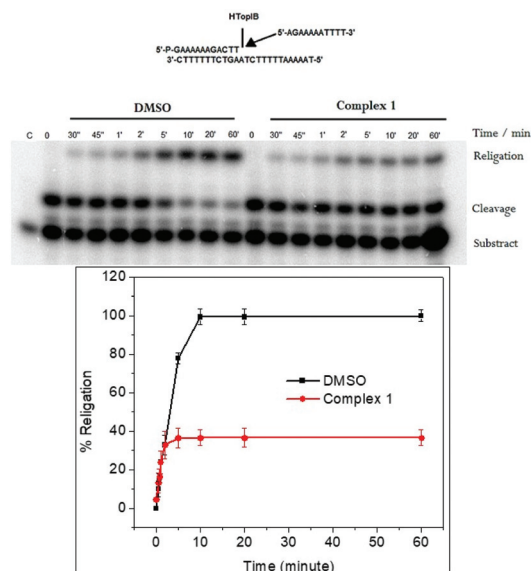 HTopIB
5'-AGAAAAATTTT-3'
5'-P-GAAAAAAGACTT
3'-CTTTTTTCTGAATCTTTTTAAAAAT-5'
DMSO Complex 1
C 0 30" 45" 1' 2' 5' 10' 20' 60' 0 30" 45" 1' 2' 5' 10' 20' 60' Time / min
Religation
Cleavage
Substract
120
100
80
60
40
20
0
% Religation
DMSO
Complex 1
0 10 20 30 40 50 60
Time (minute)